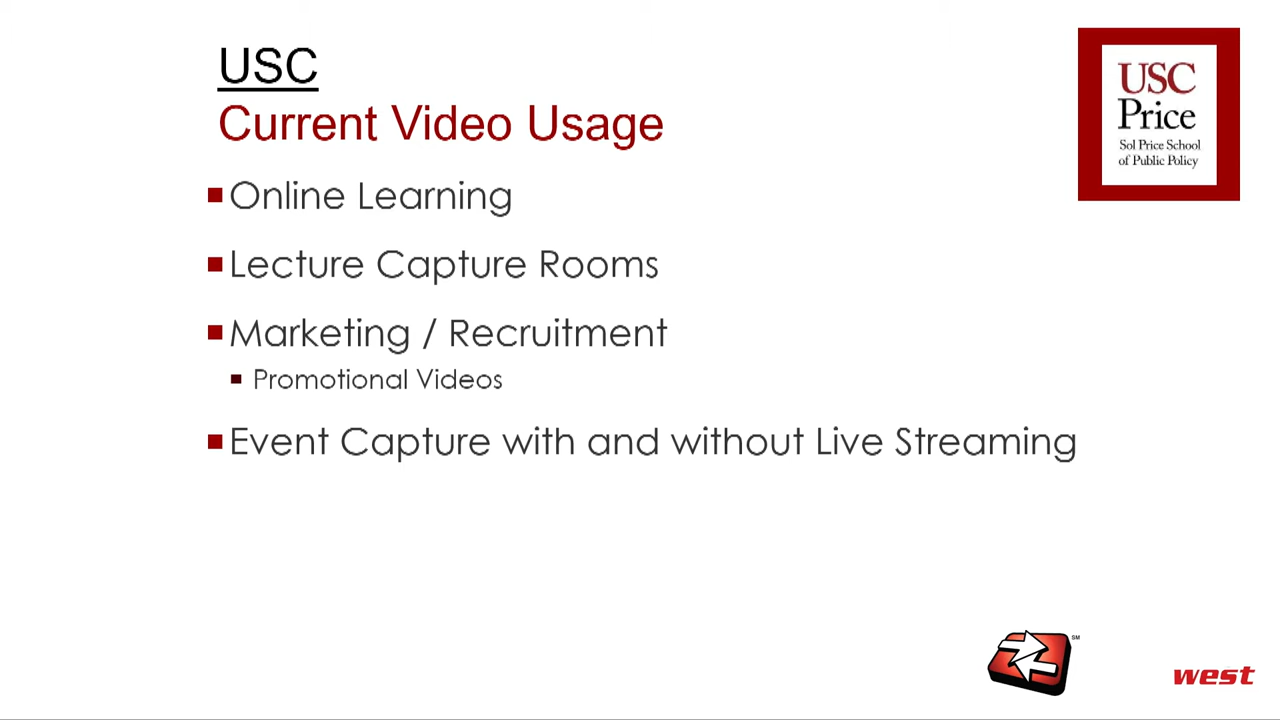 USC
Current Video Usage
Online Learning
Lecture Capture Rooms
Marketing / Recruitment
Promotional Videos
Event Capture with and without Live Streaming
USC
Price
Sol Price School
of Public Policy
SM
west